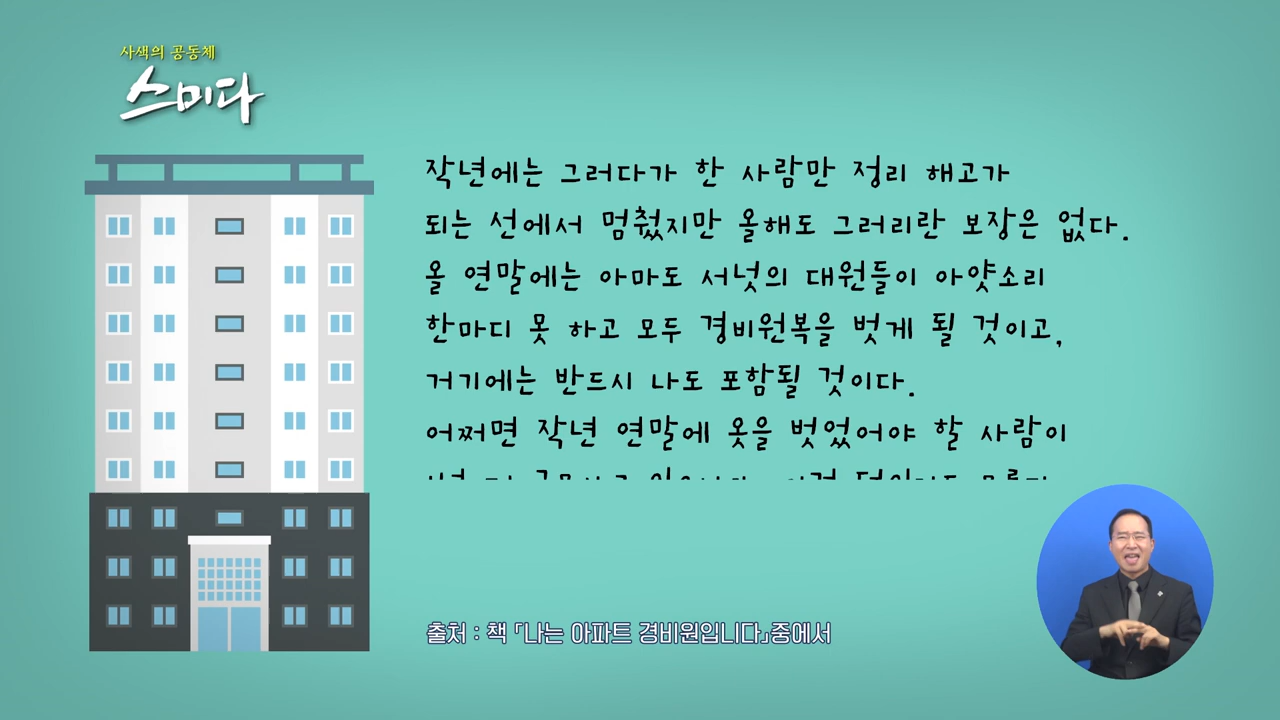 사색의 공동체
스미다
작년에는 그러다가 한 사람만 정리 해고가
되는 선에서 멈췄지만 올해도 그러리란 보장은 없다.
올 연말에는 아마도 서넛의 대원들이 아얏소리
한마디 못 하고 모두 경비원복을 벗게 될 것이고,
거기에는 반드시 나도 포함될 것이다.
어쩌면 작년 연말에 옷을 벗었어야 할 사람이
출처 : 책 「나는 아파트 경비원입니다」중에서